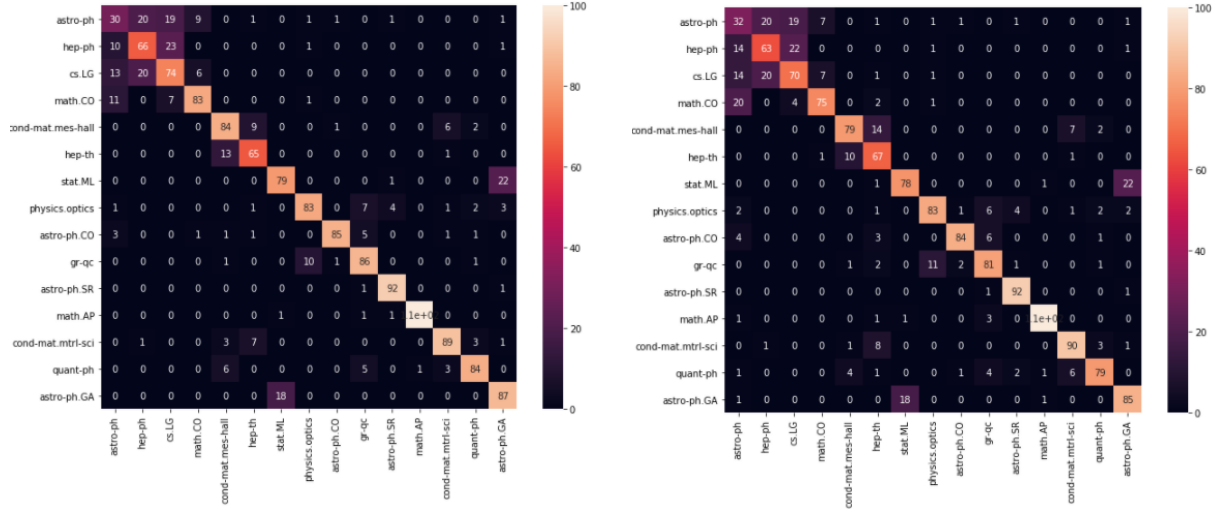 astro-ph 30 20 19 9 0 1 0 0 0 0 0 0 0 0 1
hep-ph 10 66 23 0 0 0 0 1 0 0 0 0 0 0 1
cs.LG 13 20 74 6 0 0 0 0 0 0 0 0 0 0 0
math.CO 11 0 7 83 0 0 0 1 0 0 0 0 0 0 0
cond-mat.mes-hall 0 0 0 0 84 9 0 0 1 0 0 0 6 2 0
hep-th 0 0 0 0 13 65 0 0 0 0 0 0 1 0 0
stat.ML 0 0 0 0 0 0 79 0 0 0 1 0 0 0 22
physics.optics 1 0 0 0 0 1 0 83 0 7 4 0 1 2 3
astro-ph.CO 3 0 0 1 1 1 0 0 85 5 0 0 1 1 0
gr-qc 0 0 0 0 1 0 0 10 1 86 0 0 0 1 0
astro-ph.SR 0 0 0 0 0 0 0 0 0 1 92 0 0 0 1
math.AP 0 0 0 0 0 0 1 0 0 1 1 .1e+02 0 0 0
cond-mat.mtrl-sci 0 1 0 0 3 7 0 0 0 0 0 0 89 3 1
quant-ph 0 0 0 0 6 0 0 0 0 5 0 1 3 84 0
astro-ph.GA 0 0 0 0 0 0 18 0 0 0 0 0 0 0 87
astro-ph hep-ph cs.LG math.CO cond-mat.mes-hall hep-th stat.ML physics.optics astro-ph.CO gr-qc astro-ph.SR math.AP cond-mat.mtrl-sci quant-ph astro-ph.GA
100
80
60
40
20
0
astro-ph 32 20 19 7 0 1 0 1 0 0 1 0 0 0 1
hep-ph 14 63 22 0 0 0 0 1 0 0 0 0 0 0 1
cs.LG 14 20 70 7 0 1 0 1 0 0 0 0 0 0 0
math.CO 20 0 4 75 0 2 0 1 0 0 0 0 0 0 0
cond-mat.mes-hall 0 0 0 0 79 14 0 0 0 0 0 0 7 2 0
hep-th 0 0 0 1 10 67 0 0 0 0 0 0 1 0 0
stat.ML 0 0 0 0 0 1 78 0 0 0 0 1 0 0 22
physics.optics 2 0 0 0 0 1 0 83 1 6 4 0 1 2 2
astro-ph.CO 4 0 0 0 0 3 0 0 84 6 0 0 0 1 0
gr-qc 0 0 0 0 1 2 0 11 2 81 1 0 0 1 0
astro-ph.SR 0 0 0 0 0 0 0 0 0 1 92 0 0 0 1
math.AP 1 0 0 0 0 1 1 0 0 3 0 .1e+0 0 0 0
cond-mat.mtrl-sci 0 1 0 0 1 8 0 0 0 0 0 0 90 3 1
quant-ph 1 0 0 0 4 1 0 0 1 4 2 1 6 79 0
astro-ph.GA 1 0 0 0 0 0 18 0 0 0 0 1 0 0 85
astro-ph hep-ph cs.LG math.CO cond-mat.mes-hall hep-th stat.ML physics.optics astro-ph.CO gr-qc astro-ph.SR math.AP cond-mat.mtrl-sci quant-ph astro-ph.GA
100
80
60
40
20
0